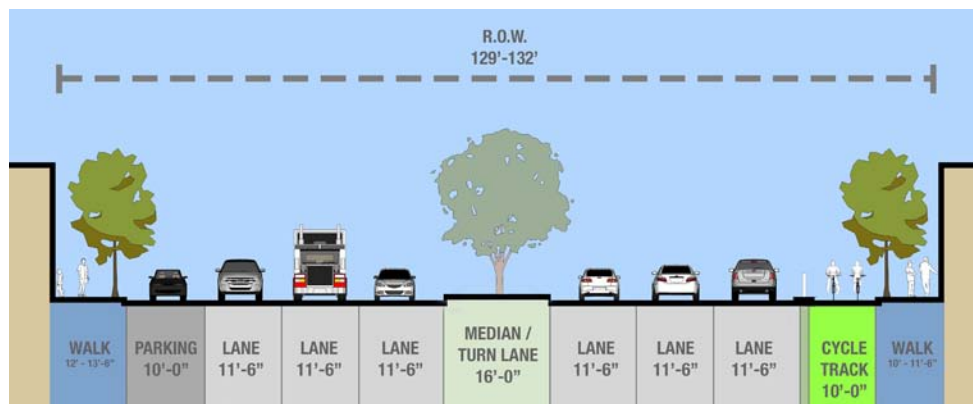 R.O.W.
129'-132'
WALK
12' - 13'-6"
PARKING
10'-0"
LANE
11'-6"
LANE
11'-6"
LANE
11'-6"
MEDIAN /
TURN LANE
16'-0"
LANE
11'-6"
LANE
11'-6"
LANE
11'-6"
CYCLE
TRACK
10'-0"
WALK
10' - 11'-6"